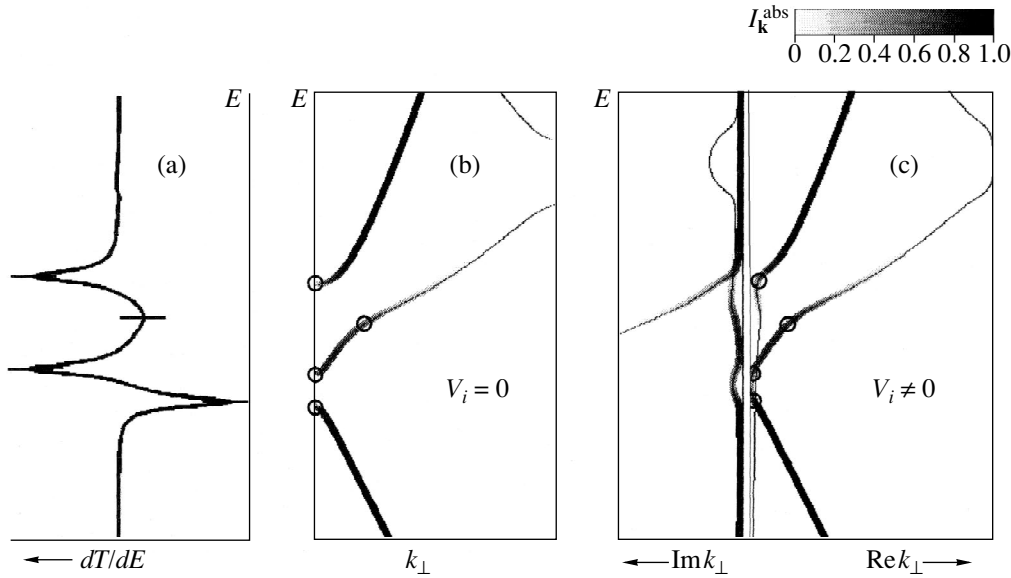 I_k^abs
0 0.2 0.4 0.6 0.8 1.0
E E E
(a) (b) (c)
V_i = 0 V_i ≠ 0
dT/dE k_⊥ Im k_⊥ Re k_⊥